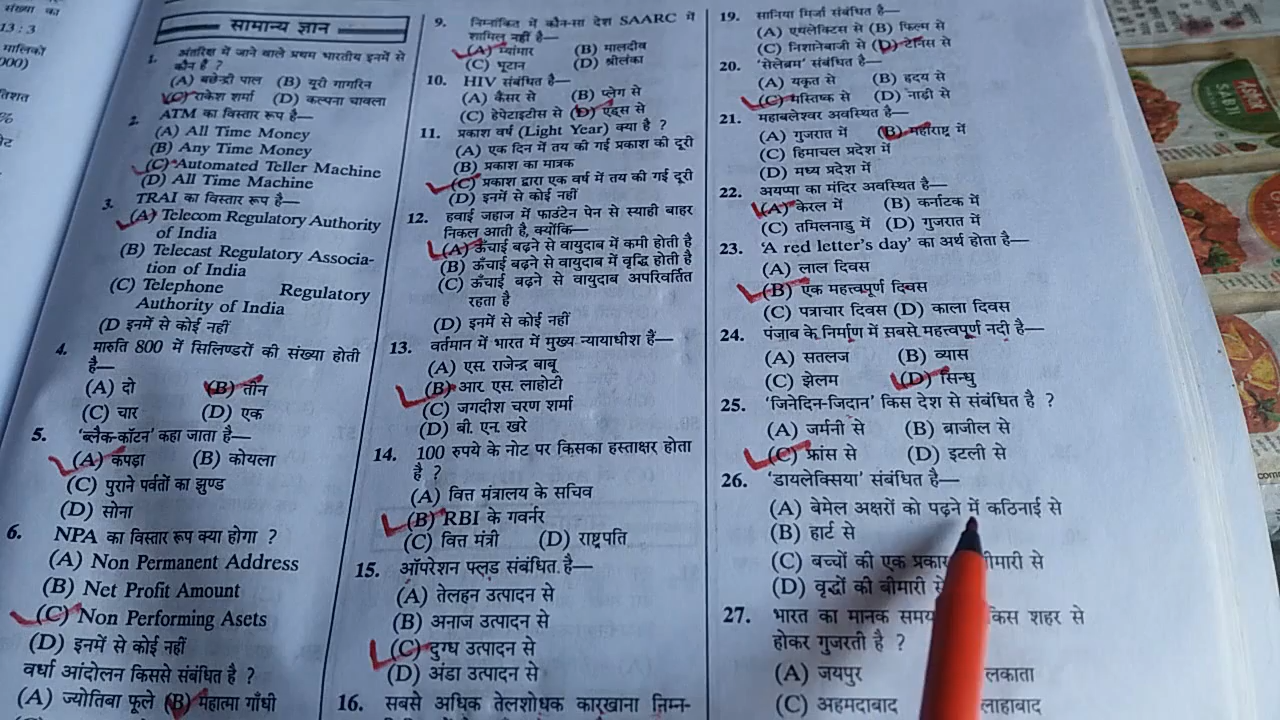 संख्या का
13 : 3
मालिकों
000)
तिशत
%
सामान्य ज्ञान
1. अंतरिक्ष में जाने वाले प्रथम भारतीय इनमें से
कौन हैं ?
(A) बछेन्द्री पाल (B) यूरी गागरिन
(C) राकेश शर्मा (D) कल्पना चावला
2. ATM का विस्तार रूप है—
(A) All Time Money
(B) Any Time Money
(C) Automated Teller Machine
(D) All Time Machine
3. TRAI का विस्तार रूप है—
(A) Telecom Regulatory Authority
of India
(B) Telecast Regulatory Associa-
tion of India
(C) Telephone Regulatory
Authority of India
(D इनमें से कोई नहीं
4. मारुति 800 में सिलिण्डरों की संख्या होती
है—
(A) दो (B) तीन
(C) चार (D) एक
5. 'ब्लैक-कॉटन' कहा जाता है—
(A) कपड़ा (B) कोयला
(C) पुराने पर्वतों का झुण्ड
(D) सोना
6. NPA का विस्तार रूप क्या होगा ?
(A) Non Permanent Address
(B) Net Profit Amount
(C) Non Performing Asets
(D) इनमें से कोई नहीं
वर्धा आंदोलन किससे संबंधित है ?
(A) ज्योतिबा फूले (B) महात्मा गाँधी
9. निम्नांकित में कौन-सा देश SAARC में
शामिल नहीं है—
(A) म्यांमार (B) मालदीव
(C) भूटान (D) श्रीलंका
10. HIV संबंधित है—
(A) कैंसर से (B) प्लेग से
(C) हेपेटाइटीस से (D) एड्स से
11. प्रकाश वर्ष (Light Year) क्या है ?
(A) एक दिन में तय की गई प्रकाश की दूरी
(B) प्रकाश का मात्रक
(C) प्रकाश द्वारा एक वर्ष में तय की गई दूरी
(D) इनमें से कोई नहीं
12. हवाई जहाज में फाउंटेन पेन से स्याही बाहर
निकल आती है, क्योंकि—
(A) ऊँचाई बढ़ने से वायुदाब में कमी होती है
(B) ऊँचाई बढ़ने से वायुदाब में वृद्धि होती है
(C) ऊँचाई बढ़ने से वायुदाब अपरिवर्तित
रहता है
(D) इनमें से कोई नहीं
13. वर्तमान में भारत में मुख्य न्यायाधीश हैं—
(A) एस. राजेन्द्र बाबू
(B) आर. एस. लाहोटी
(C) जगदीश चरण शर्मा
(D) बी. एन. खरे
14. 100 रुपये के नोट पर किसका हस्ताक्षर होता
है ?
(A) वित्त मंत्रालय के सचिव
(B) RBI के गवर्नर
(C) वित्त मंत्री (D) राष्ट्रपति
15. ऑपरेशन फ्लड संबंधित है—
(A) तेलहन उत्पादन से
(B) अनाज उत्पादन से
(C) दुग्ध उत्पादन से
(D) अंडा उत्पादन से
16. सबसे अधिक तेलशोधक कारखाना निम्न-
19. सानिया मिर्जा संबंधित है—
(A) एथलेक्टिस से (B) फिल्म से
(C) निशानेबाजी से (D) टेनिस से
20. 'सेलेब्रम' संबंधित है—
(A) यकृत से (B) हृदय से
(C) मस्तिष्क से (D) नाढ़ी से
21. महाबलेश्वर अवस्थित है—
(A) गुजरात में (B) महाराष्ट्र में
(C) हिमाचल प्रदेश में
(D) मध्य प्रदेश में
22. अयप्पा का मंदिर अवस्थित है—
(A) केरल में (B) कर्नाटक में
(C) तमिलनाडु में (D) गुजरात में
23. 'A red letter's day' का अर्थ होता है—
(A) लाल दिवस
(B) एक महत्त्वपूर्ण दिवस
(C) पत्राचार दिवस (D) काला दिवस
24. पंजाब के निर्माण में सबसे महत्त्वपूर्ण नदी है—
(A) सतलज (B) व्यास
(C) झेलम (D) सिन्धु
25. 'जिनेदिन-जिदान' किस देश से संबंधित है ?
(A) जर्मनी से (B) ब्राजील से
(C) फ्रांस से (D) इटली से
26. 'डायलेक्सिया' संबंधित है—
(A) बेमेल अक्षरों को पढ़ने में कठिनाई से
(B) हार्ट से
(C) बच्चों की एक प्रकार
(D) वृद्धों की बीमारी से
27. भारत का मानक समय किस शहर से
होकर गुजरती है ?
(A) जयपुर
(C) अहमदाबाद